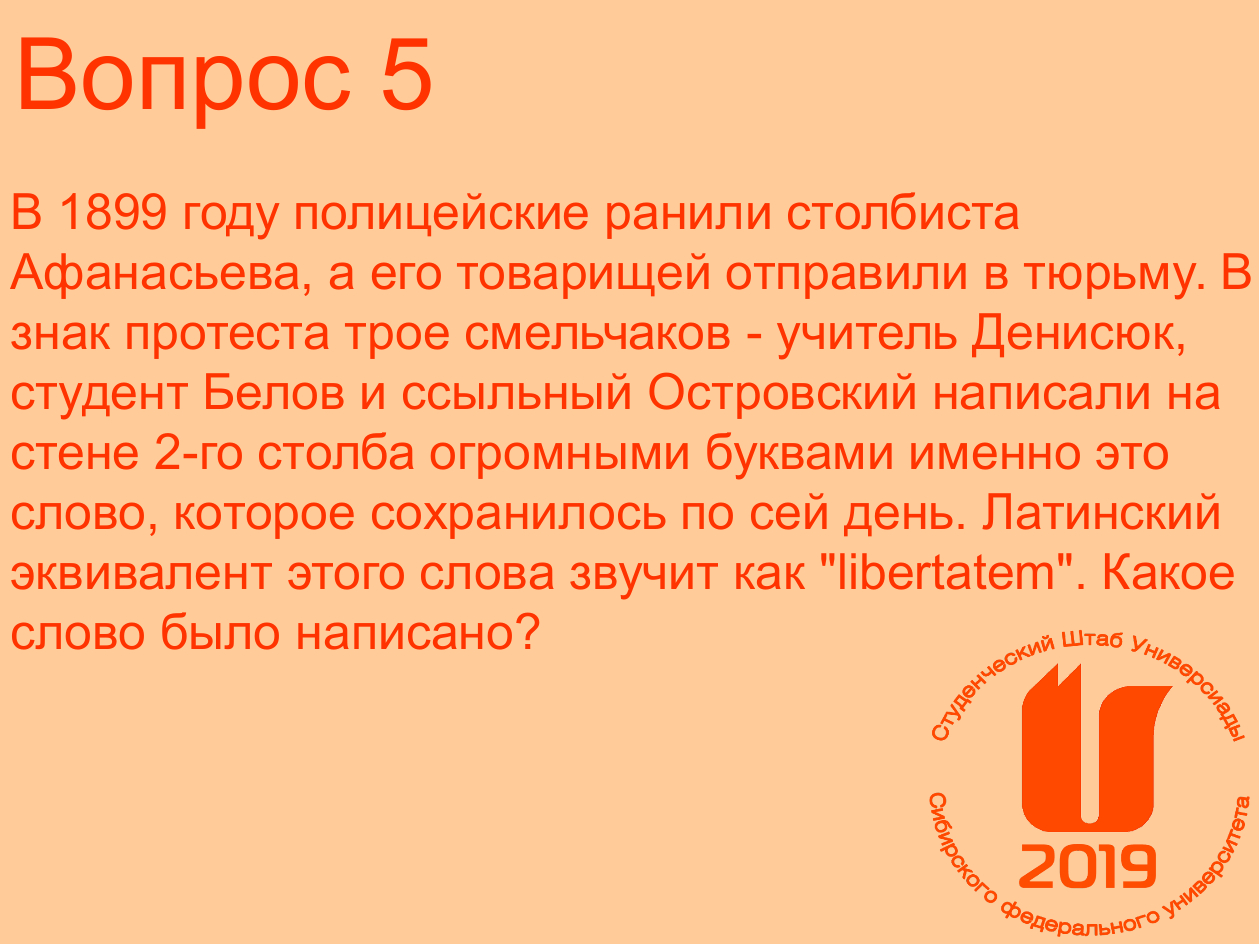 Вопрос 5
В 1899 году полицейские ранили столбиста
Афанасьева, а его товарищей отправили в тюрьму. В
знак протеста трое смельчаков - учитель Денисюк,
студент Белов и ссыльный Островский написали на
стене 2-го столба огромными буквами именно это
слово, которое сохранилось по сей день. Латинский
эквивалент этого слова звучит как "libertatem". Какое
слово было написано?
Студенческий Штаб Универсиады
2019
Сибирского федерального университета